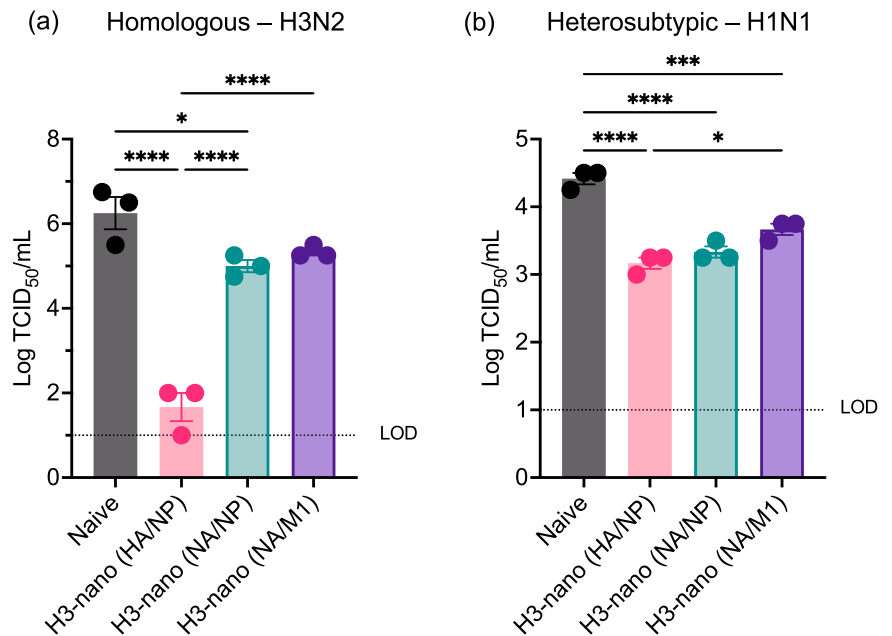 (a) Homologous – H3N2
****
*
**** ****
Log TCID50/mL
8
6
4
2
0
LOD
Naive
H3-nano (HA/NP)
H3-nano (NA/NP)
H3-nano (NA/M1)
(b) Heterosubtypic – H1N1
***
****
**** *
Log TCID50/mL
5
4
3
2
1
0
LOD
Naive
H3-nano (HA/NP)
H3-nano (NA/NP)
H3-nano (NA/M1)